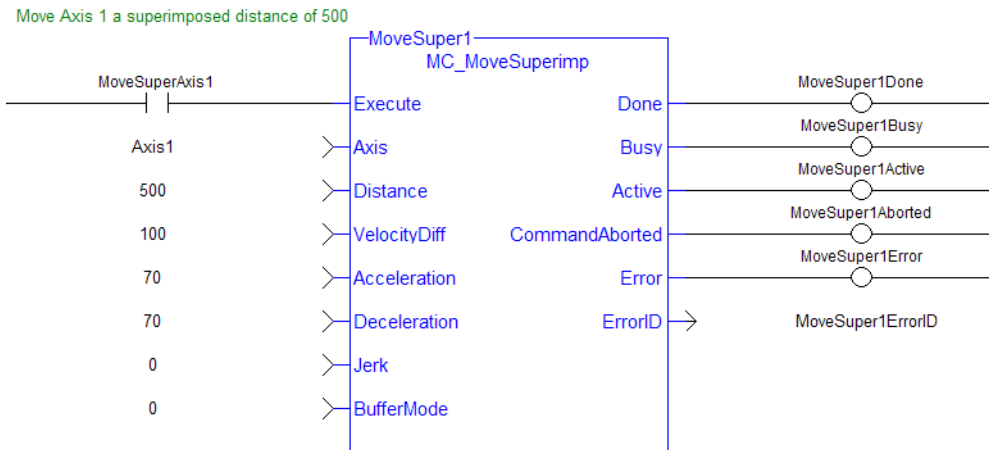 Move Axis 1 a superimposed distance of 500
MoveSuper1
MC_MoveSuperimp
MoveSuperAxis1 Execute Done MoveSuper1Done
Axis1 Axis Busy MoveSuper1Busy
500 Distance Active MoveSuper1Active
100 VelocityDiff CommandAborted MoveSuper1Aborted
70 Acceleration Error MoveSuper1Error
70 Deceleration ErrorID MoveSuper1ErrorID
0 Jerk
0 BufferMode